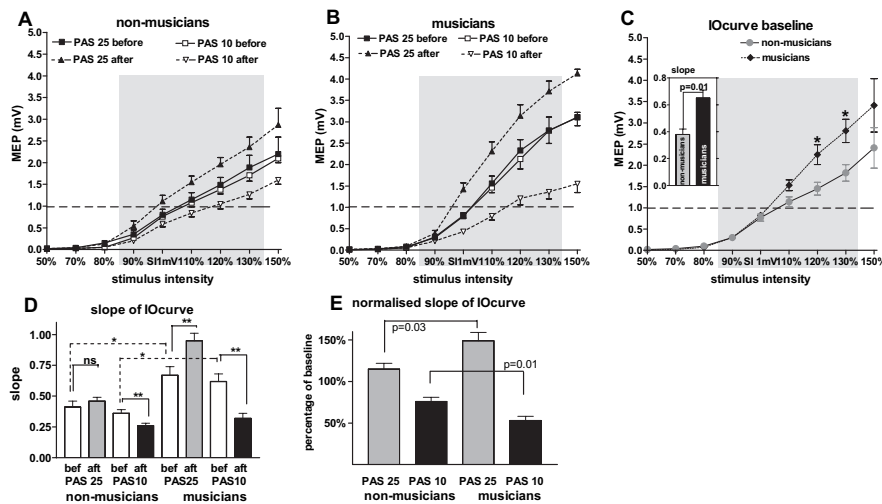 A
non-musicians
PAS 25 before
PAS 10 before
PAS 25 after
PAS 10 after
MEP (mV)
5.0
4.5
4.0
3.5
3.0
2.5
2.0
1.5
1.0
0.5
0.0
50% 70% 80% 90% SI1mV110% 120% 130% 150%
stimulus intensity
B
musicians
PAS 25 before
PAS 10 before
PAS 25 after
PAS 10 after
MEP (mV)
5.0
4.5
4.0
3.5
3.0
2.5
2.0
1.5
1.0
0.5
0.0
50% 70% 80% 90% SI1mV110% 120% 130% 150%
stimulus intensity
C
IOcurve baseline
non-musicians
musicians
MEP (mV)
5.0
4.5
4.0
3.5
3.0
2.5
2.0
1.5
1.0
0.5
0.0
slope
0.8
0.6
0.4
0.2
0.0
p=0.01
non-musicians
musicians
* *
50% 70% 80% 90% SI 1mV 110% 120% 130% 150%
stimulus intensity
D
slope of IOcurve
slope
1.00
0.75
0.50
0.25
0.00
* **
ns * **
**
bef aft bef aft bef aft bef aft
PAS 25 PAS10 PAS25 PAS10
non-musicians musicians
E
normalised slope of IOcurve
percentage of baseline
150%
100%
50%
p=0.03
p=0.01
PAS 25 PAS 10 PAS 25 PAS 10
non-musicians musicians